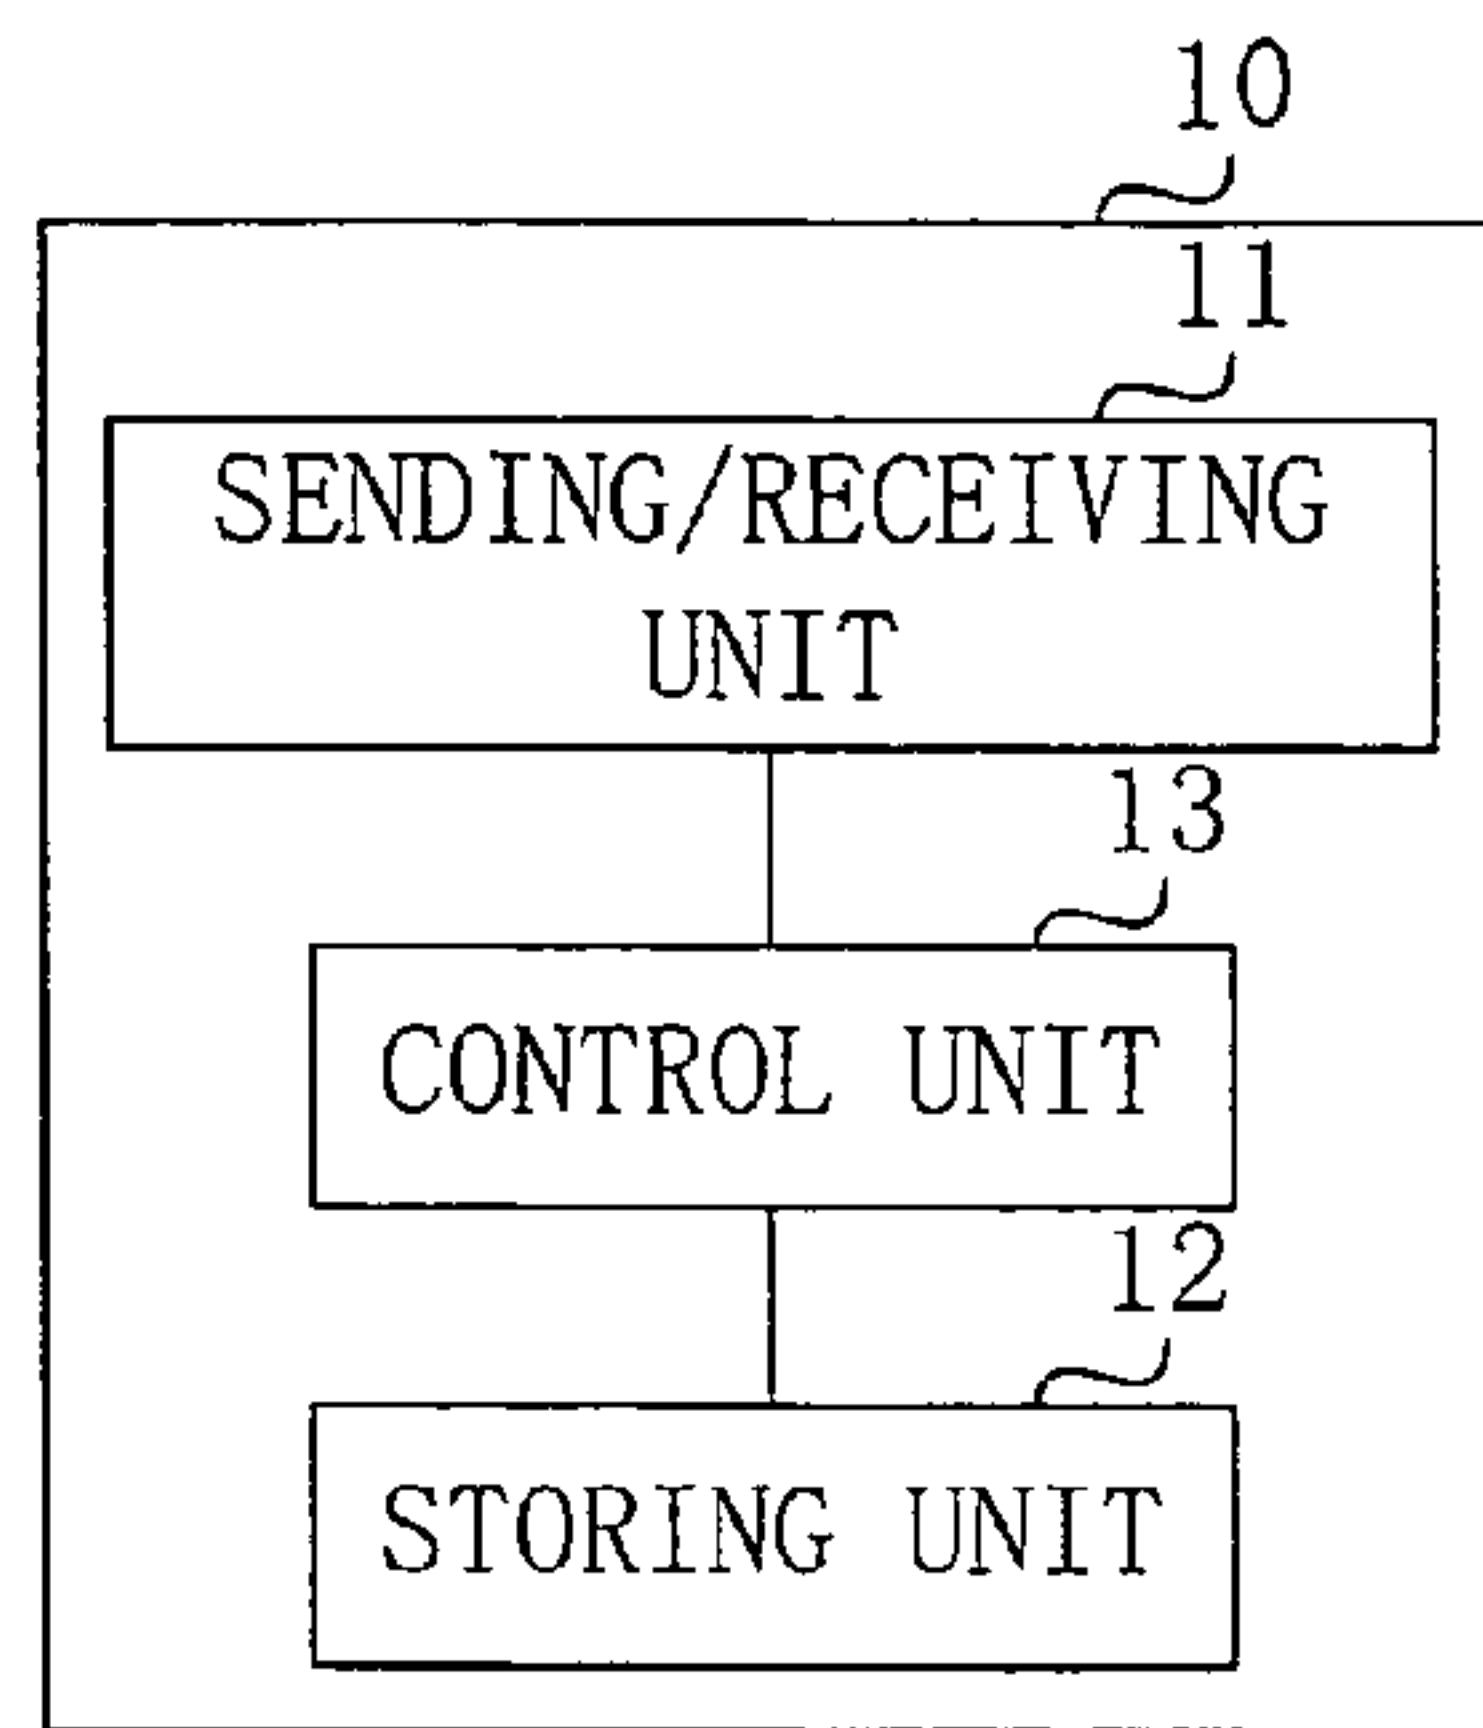 10
11
SENDING/RECEIVING
UNIT
13
CONTROL UNIT
12
STORING UNIT